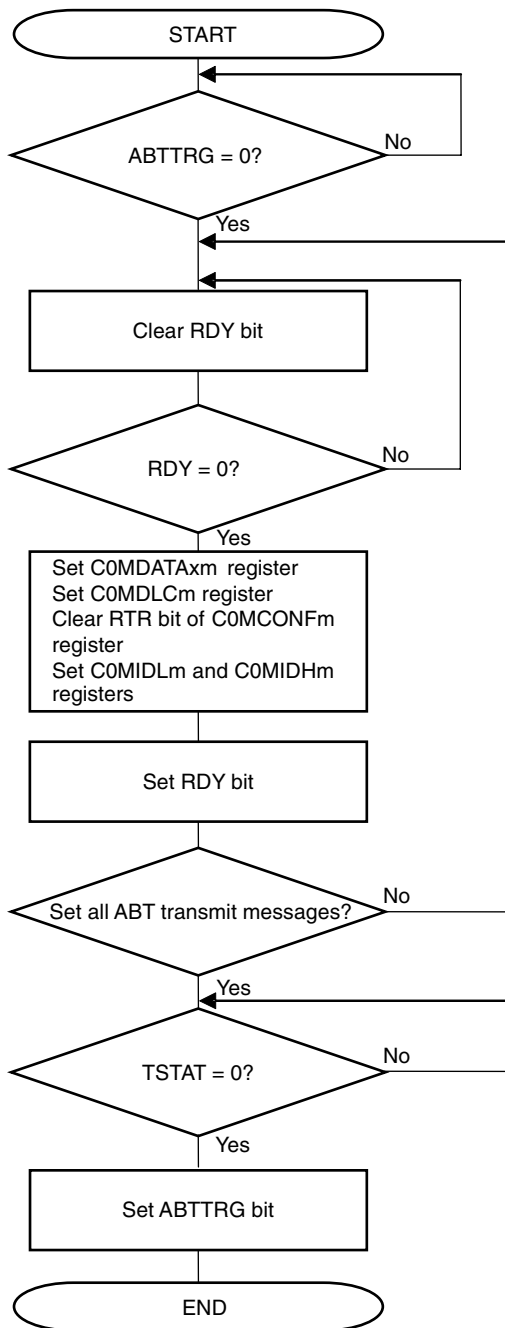 START
ABTTRG = 0?
No
Yes
Clear RDY bit
RDY = 0?
No
Yes
Set C0MDATAxm register
Set C0MDLCm register
Clear RTR bit of C0MCONFm
register
Set C0MIDLm and C0MIDHm
registers
Set RDY bit
Set all ABT transmit messages?
No
Yes
TSTAT = 0?
No
Yes
Set ABTTRG bit
END